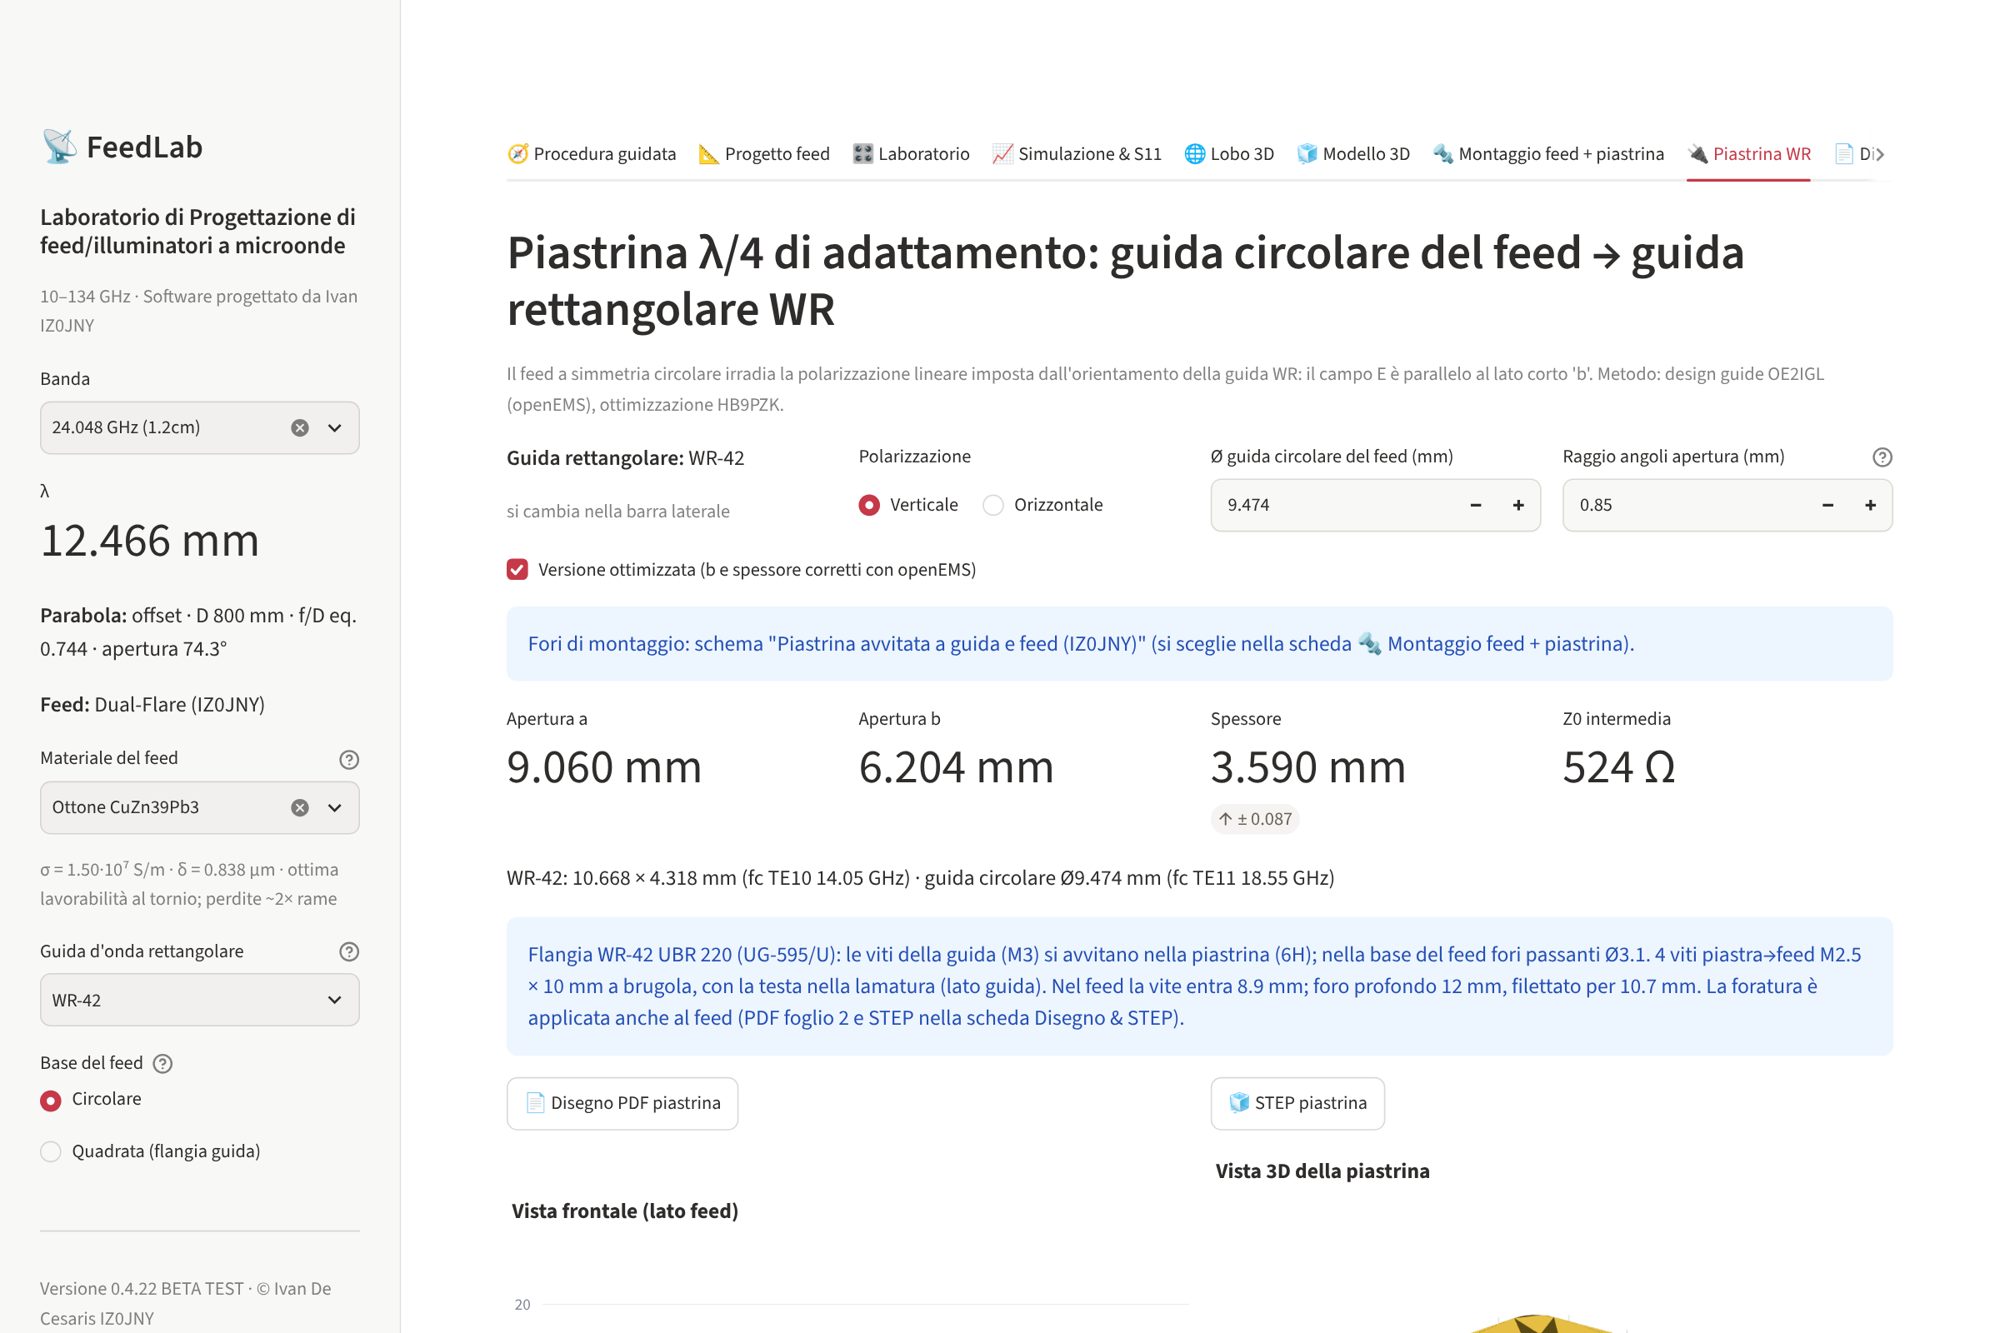 FeedLab
Laboratorio di Progettazione di
feed/illuminatori a microonde
10–134 GHz · Software progettato da Ivan
IZ0JNY
Banda
24.048 GHz (1.2cm)
λ
12.466 mm
Parabola: offset · D 800 mm · f/D eq.
0.744 · apertura 74.3°
Feed: Dual-Flare (IZ0JNY)
Materiale del feed
Ottone CuZn39Pb3
σ = 1.50·10⁷ S/m · δ = 0.838 µm · ottima
lavorabilità al tornio; perdite ~2× rame
Guida d'onda rettangolare
WR-42
Base del feed
Circolare
Quadrata (flangia guida)
Versione 0.4.22 BETA TEST · © Ivan De
Cesaris IZ0JNY
Procedura guidata
Progetto feed
Laboratorio
Simulazione & S11
Lobo 3D
Modello 3D
Montaggio feed + piastrina
Piastrina WR
Di
Piastrina λ/4 di adattamento: guida circolare del feed → guida
rettangolare WR
Il feed a simmetria circolare irradia la polarizzazione lineare imposta dall'orientamento della guida WR: il campo E è parallelo al lato corto 'b'. Metodo: design guide OE2IGL
(openEMS), ottimizzazione HB9PZK.
Guida rettangolare: WR-42
si cambia nella barra laterale
Polarizzazione
Verticale
Orizzontale
Ø guida circolare del feed (mm)
9.474
Raggio angoli apertura (mm)
0.85
Versione ottimizzata (b e spessore corretti con openEMS)
Fori di montaggio: schema "Piastrina avvitata a guida e feed (IZ0JNY)" (si sceglie nella scheda 🔩 Montaggio feed + piastrina).
Apertura a
9.060 mm
Apertura b
6.204 mm
Spessore
3.590 mm
↑ ± 0.087
Z0 intermedia
524 Ω
WR-42: 10.668 × 4.318 mm (fc TE10 14.05 GHz) · guida circolare Ø9.474 mm (fc TE11 18.55 GHz)
Flangia WR-42 UBR 220 (UG-595/U): le viti della guida (M3) si avvitano nella piastrina (6H); nella base del feed fori passanti Ø3.1. 4 viti piastra→feed M2.5
× 10 mm a brugola, con la testa nella lamatura (lato guida). Nel feed la vite entra 8.9 mm; foro profondo 12 mm, filettato per 10.7 mm. La foratura è
applicata anche al feed (PDF foglio 2 e STEP nella scheda Disegno & STEP).
Disegno PDF piastrina
STEP piastrina
Vista 3D della piastrina
Vista frontale (lato feed)
20